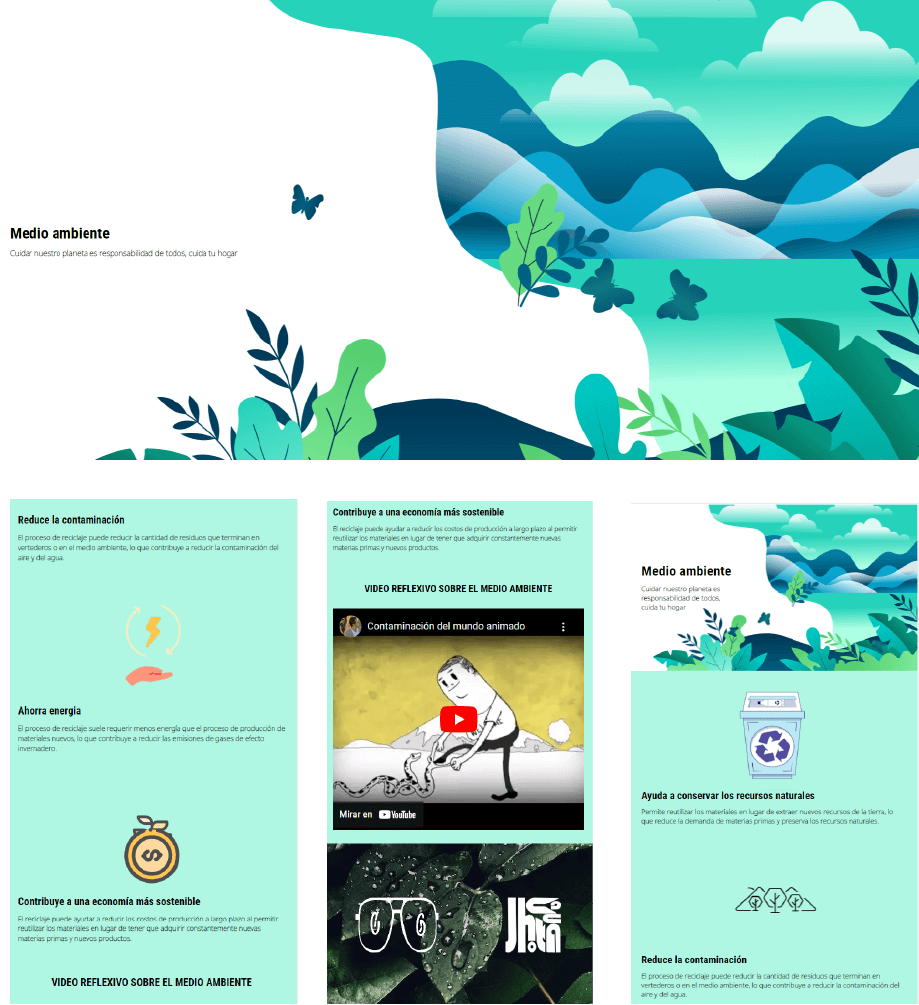 Medio ambiente
Cuidar nuestro planeta es responsabilidad de todos, cuida tu hogar
Reduce la contaminación
El proceso de reciclaje puede reducir la cantidad de residuos que terminan en
vertederos o en el medio ambiente, lo que contribuye a reducir la contaminación del
aire y del agua.
Ahorra energia
El proceso de reciclaje suele requerir menos energía que el proceso de producción de
materiales nuevos, lo que contribuye a reducir las emisiones de gases de efecto
invernadero.
Contribuye a una economía más sostenible
El reciclaje puede ayudar a reducir los costos de producción a largo plazo al permitir
reutilizar los materiales en lugar de tener que adquirir constantemente nuevas
materias primas y nuevos productos.
VIDEO REFLEXIVO SOBRE EL MEDIO AMBIENTE
Contribuye a una economía más sostenible
El reciclaje puede ayudar a reducir los costos de producción a largo plazo al permitir
reutilizar los materiales en lugar de tener que adquirir constantemente nuevas
materias primas y nuevos productos.
VIDEO REFLEXIVO SOBRE EL MEDIO AMBIENTE
Contaminación del mundo animado
Mirar en YouTube
Medio ambiente
Cuidar nuestro planeta es
responsabilidad de todos,
cuida tu hogar
Ayuda a conservar los recursos naturales
Permite reutilizar los materiales en lugar de extraer nuevos recursos de la tierra, lo
que reduce la demanda de materias primas y preserva los recursos naturales.
Reduce la contaminación
El proceso de reciclaje puede reducir la cantidad de residuos que terminan en
vertederos o en el medio ambiente, lo que contribuye a reducir la contaminación del
aire y del agua.